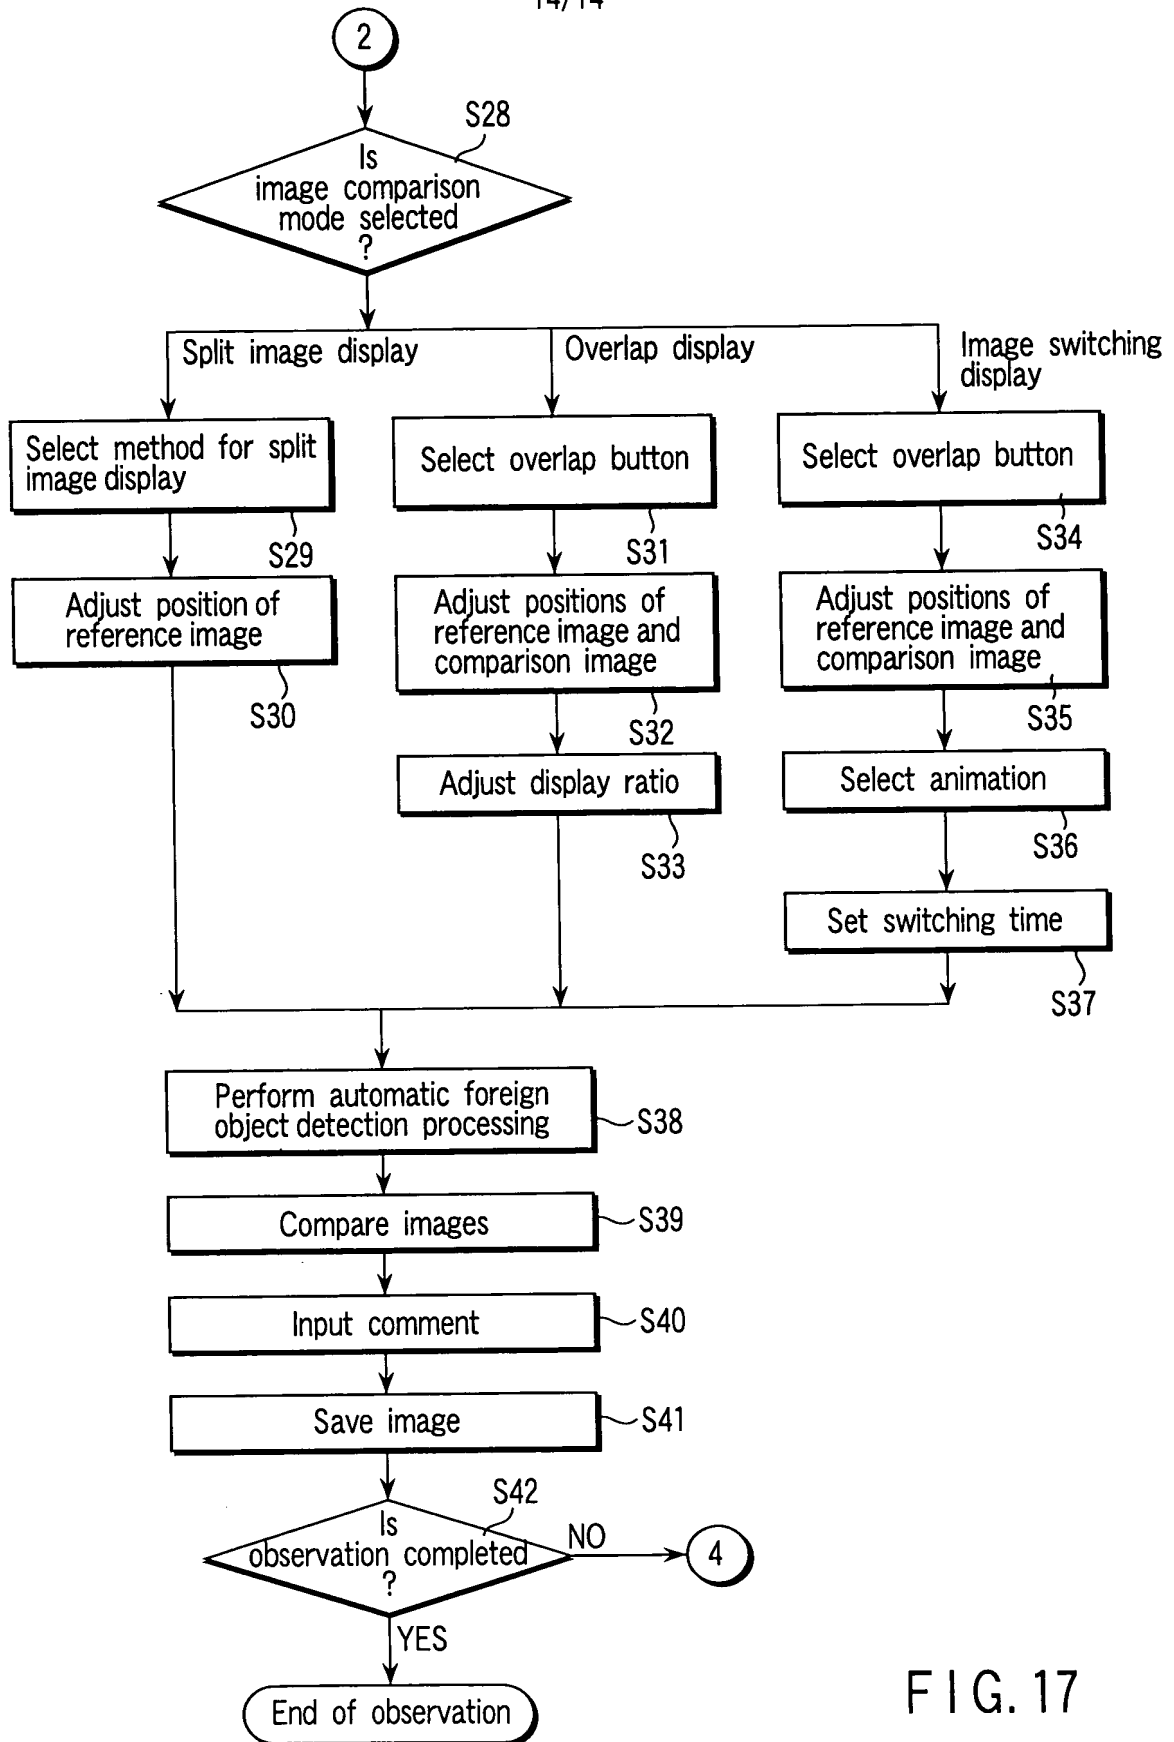 14/14
2
S28
Is
image comparison
mode selected
?
Split image display
Overlap display
Image switching
display
Select method for split
image display
S29
Select overlap button
S31
Select overlap button
S34
Adjust position of
reference image
S30
Adjust positions of
reference image and
comparison image
S32
Adjust positions of
reference image and
comparison image
S35
Adjust display ratio
S33
Select animation
S36
Set switching time
S37
Perform automatic foreign
object detection processing
S38
Compare images
S39
Input comment
S40
Save image
S41
S42
Is
observation completed
?
NO
4
YES
End of observation
FIG. 17